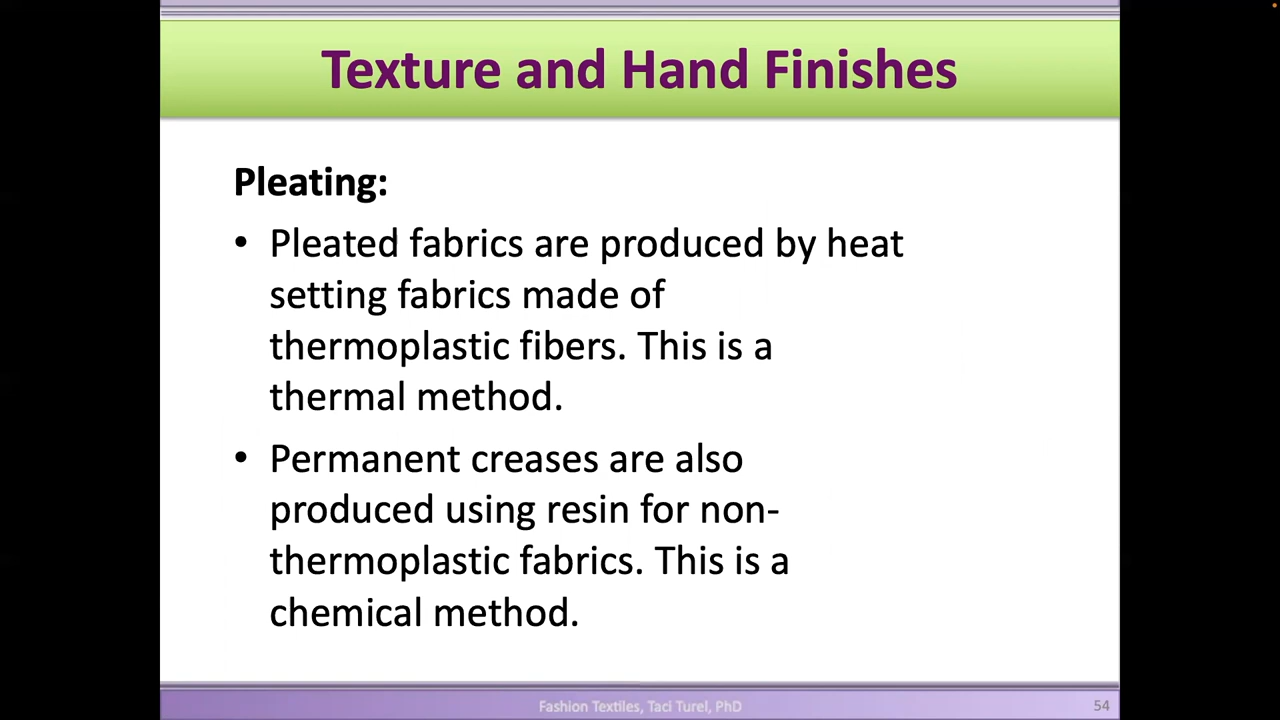 Texture and Hand Finishes
Pleating:
• Pleated fabrics are produced by heat
setting fabrics made of
thermoplastic fibers. This is a
thermal method.
• Permanent creases are also
produced using resin for non-
thermoplastic fabrics. This is a
chemical method.
Fashion Textiles, Taci Turel, PhD
54